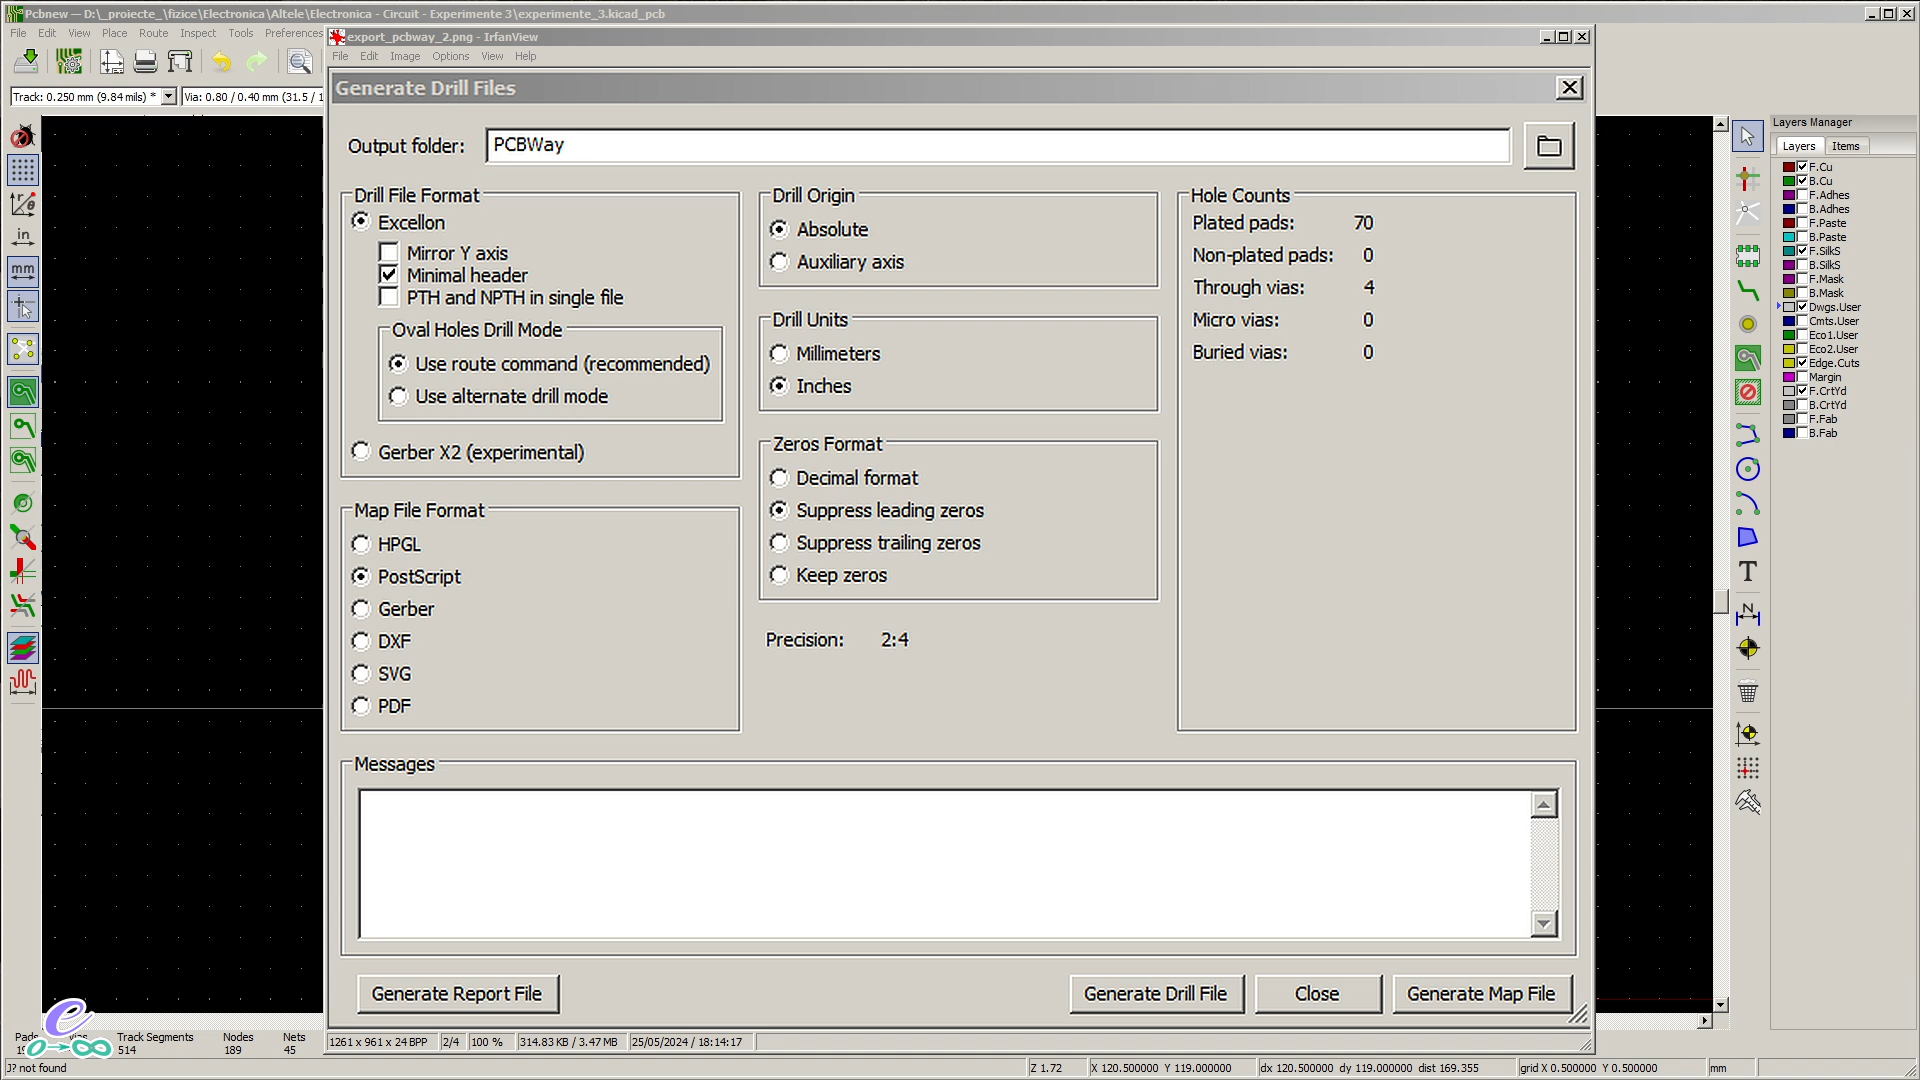 Pcbnew — D:\_proiecte_\fizice\Electronica\Altele\Electronica - Circuit - Experimente 3\experimente_3.kicad_pcb
File Edit View Place Route Inspect Tools Preferences
export_pcbway_2.png - IrfanView
File Edit Image Options View Help
Track: 0.250 mm (9.84 mils) *
Via: 0.80 / 0.40 mm (31.5 / 1
Generate Drill Files
Output folder: PCBWay
Drill File Format
Excellon
Mirror Y axis
Minimal header
PTH and NPTH in single file
Oval Holes Drill Mode
Use route command (recommended)
Use alternate drill mode
Gerber X2 (experimental)
Map File Format
HPGL
PostScript
Gerber
DXF
SVG
PDF
Drill Origin
Absolute
Auxiliary axis
Drill Units
Millimeters
Inches
Zeros Format
Decimal format
Suppress leading zeros
Suppress trailing zeros
Keep zeros
Precision: 2:4
Hole Counts
Plated pads: 70
Non-plated pads: 0
Through vias: 4
Micro vias: 0
Buried vias: 0
Messages
Generate Report File
Generate Drill File
Close
Generate Map File
1261 x 961 x 24 BPP 2/4 100 % 314.83 KB / 3.47 MB 25/05/2024 / 18:14:17
Layers Manager
Layers Items
F.Cu
B.Cu
F.Adhes
B.Adhes
F.Paste
B.Paste
F.SilkS
B.SilkS
F.Mask
B.Mask
Dwgs.User
Cmts.User
Eco1.User
Eco2.User
Edge.Cuts
Margin
F.CrtYd
B.CrtYd
F.Fab
B.Fab
in
mm
T
N
Track Segments Nodes Nets
514 189 45
J? not found
Z 1.72 X 120.500000 Y 119.000000 dx 120.500000 dy 119.000000 dist 169.355 grid X 0.500000 Y 0.500000 mm